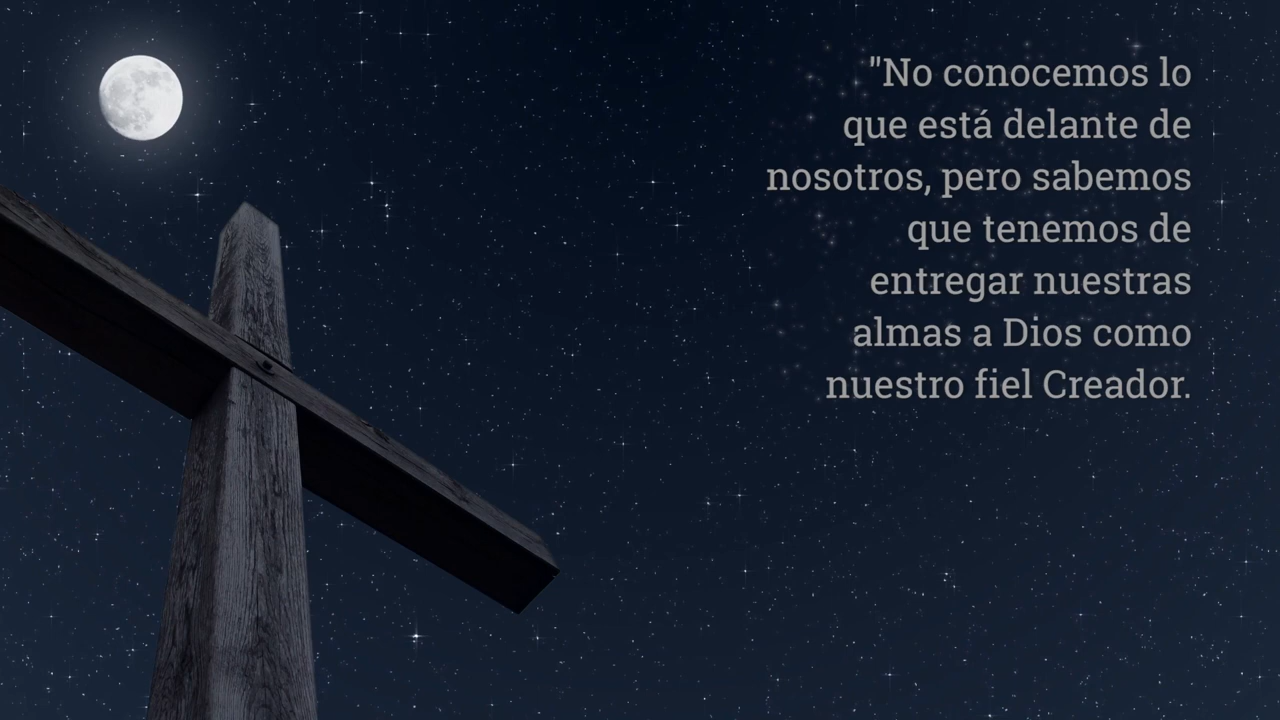 "No conocemos lo
que está delante de
nosotros, pero sabemos
que tenemos de
entregar nuestras
almas a Dios como
nuestro fiel Creador.